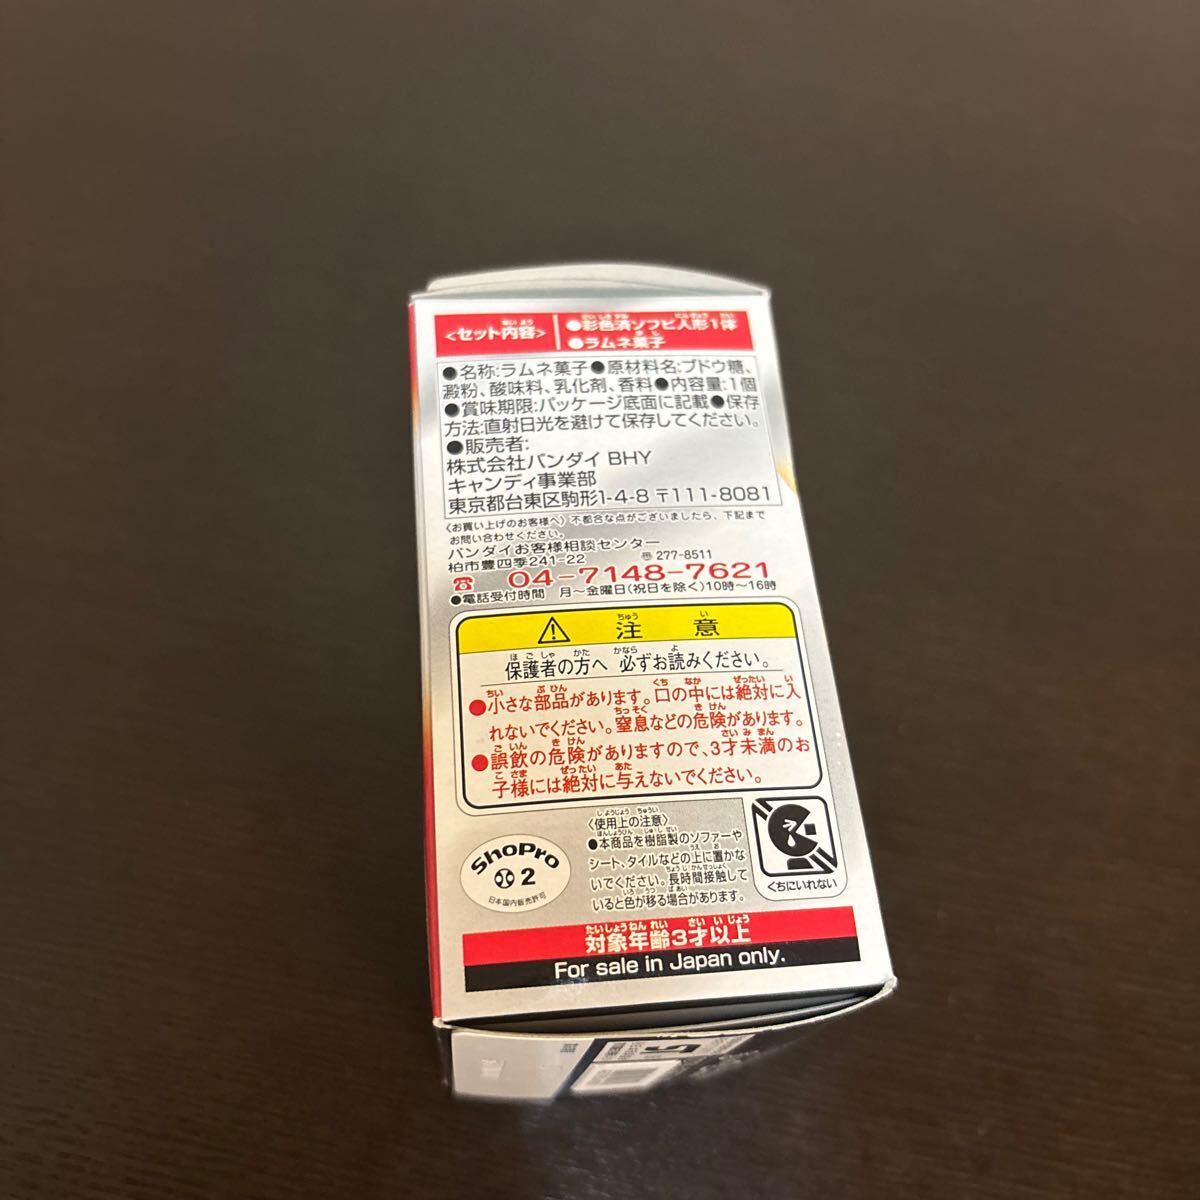 <セット内容>
●彩色済ソフビ人形1体
●ラムネ菓子
●名称:ラムネ菓子●原材料名:ブドウ糖、
澱粉、酸味料、乳化剤、香料●内容量:1個
●賞味期限:パッケージ底面に記載●保存
方法:直射日光を避けて保存してください。
●販売者:
株式会社バンダイ BHY
キャンディ事業部
東京都台東区駒形1-4-8 〒111-8081
〈お買い上げのお客様へ〉不都合な点がございましたら、下記まで
お問い合わせください。
バンダイお客様相談センター
柏市豊四季241-22 〒277-8511
☎ 04-7148-7621
●電話受付時間 月〜金曜日(祝日を除く)10時〜16時
⚠ 注意
保護者の方へ 必ずお読みください。
●小さな部品があります。口の中には絶対に入
れないでください。窒息などの危険があります。
●誤飲の危険がありますので、3才未満のお
子様には絶対に与えないでください。
〈使用上の注意〉
●本商品を樹脂製のソファーや
シート、タイルなどの上に置かな
いでください。長時間接触して
いると色が移る場合があります。
くちにいれない
ShoPro
2
日本国内販売許可
対象年齢3才以上
For sale in Japan only.